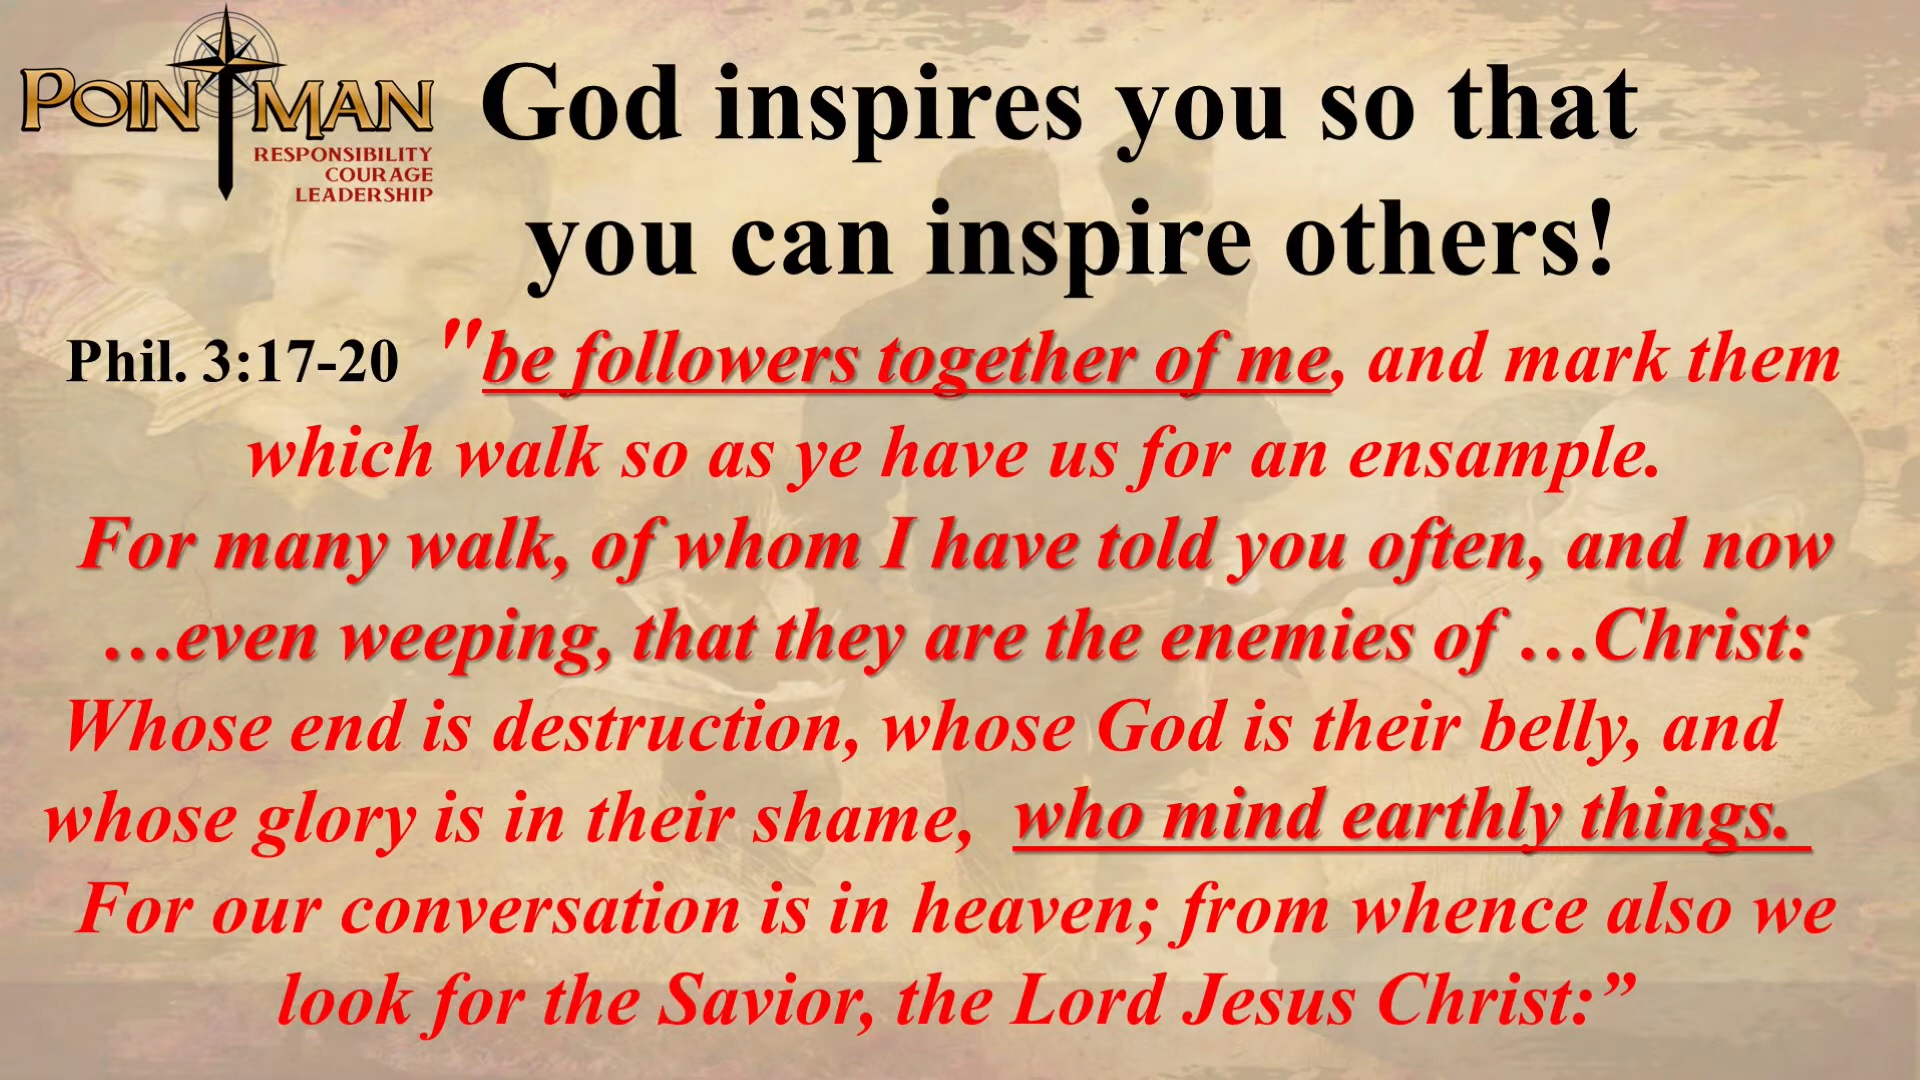 POINTMAN
RESPONSIBILITY
COURAGE
LEADERSHIP
God inspires you so that
you can inspire others!
Phil. 3:17-20 "be followers together of me, and mark them
which walk so as ye have us for an ensample.
For many walk, of whom I have told you often, and now
…even weeping, that they are the enemies of …Christ:
Whose end is destruction, whose God is their belly, and
whose glory is in their shame, who mind earthly things.
For our conversation is in heaven; from whence also we
look for the Savior, the Lord Jesus Christ:”